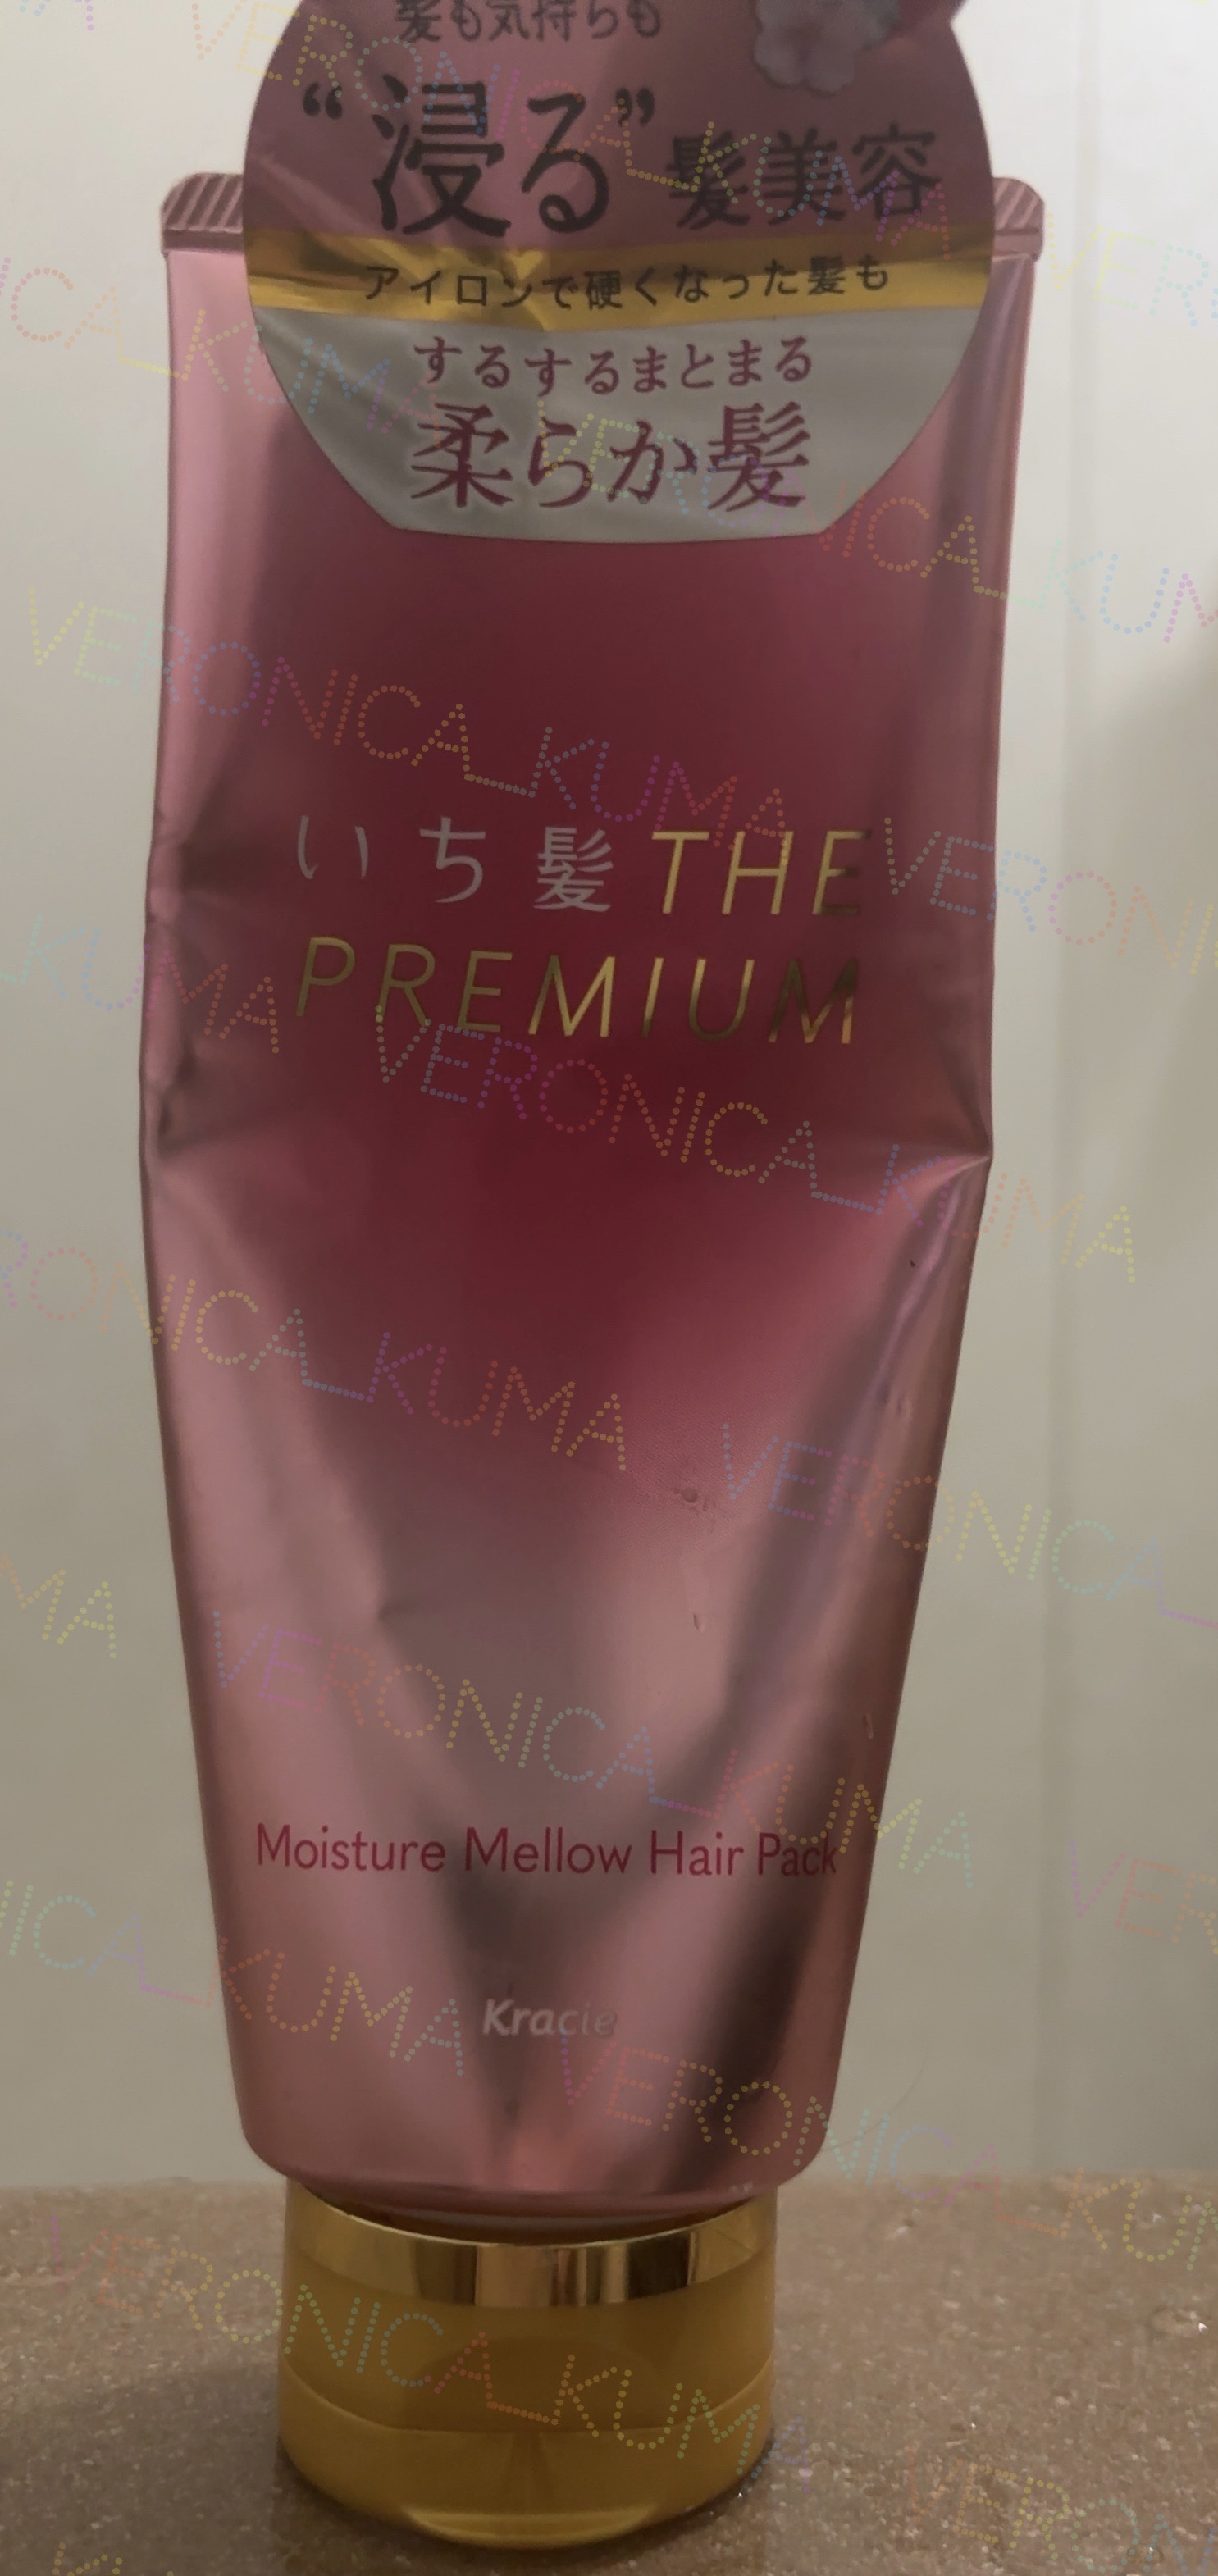 髪も気持ちも
“浸る”髪美容
アイロンで硬くなった髪も
するするまとまる
柔らか髪
いち髪 THE
PREMIUM
Moisture Mellow Hair Pack
Kracie
VERONICA_KUMA